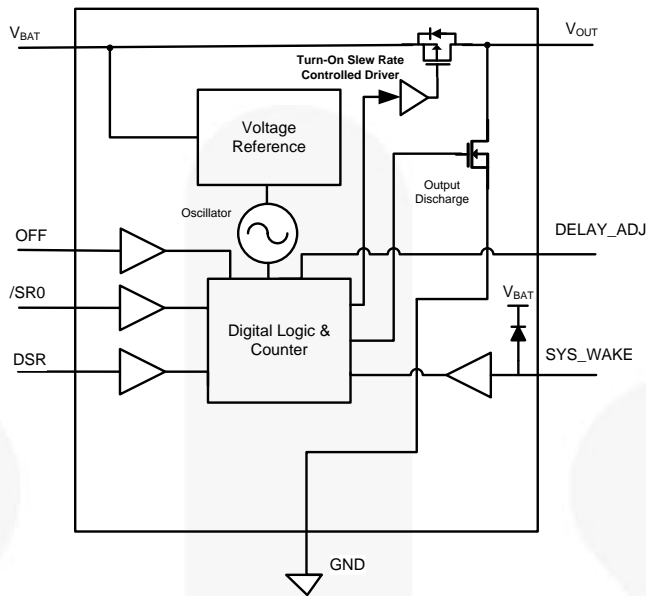 VBAT
VOUT
Turn-On Slew Rate
Controlled Driver
Voltage
Reference
Output
Discharge
Oscillator
OFF
DELAY_ADJ
/SR0
VBAT
Digital Logic &
Counter
SYS_WAKE
DSR
GND